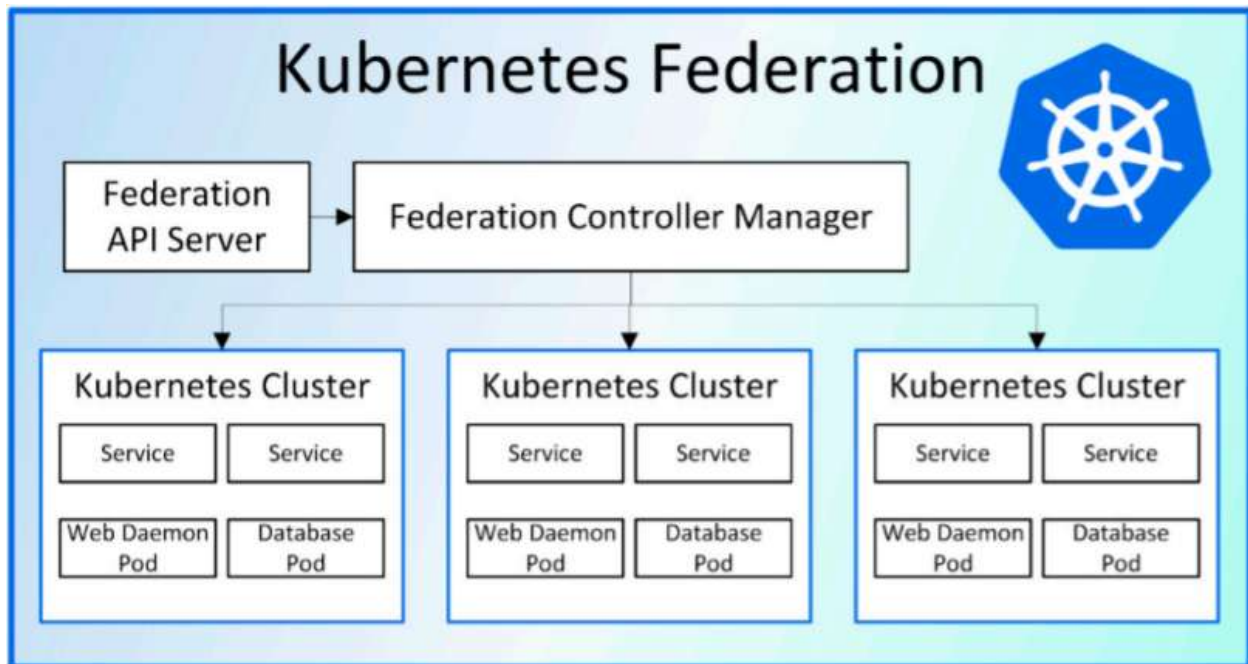 Kubernetes Federation
Federation
API Server
Federation Controller Manager
Kubernetes Cluster
Service
Service
Web Daemon
Pod
Database
Pod
Kubernetes Cluster
Service
Service
Web Daemon
Pod
Database
Pod
Kubernetes Cluster
Service
Service
Web Daemon
Pod
Database
Pod